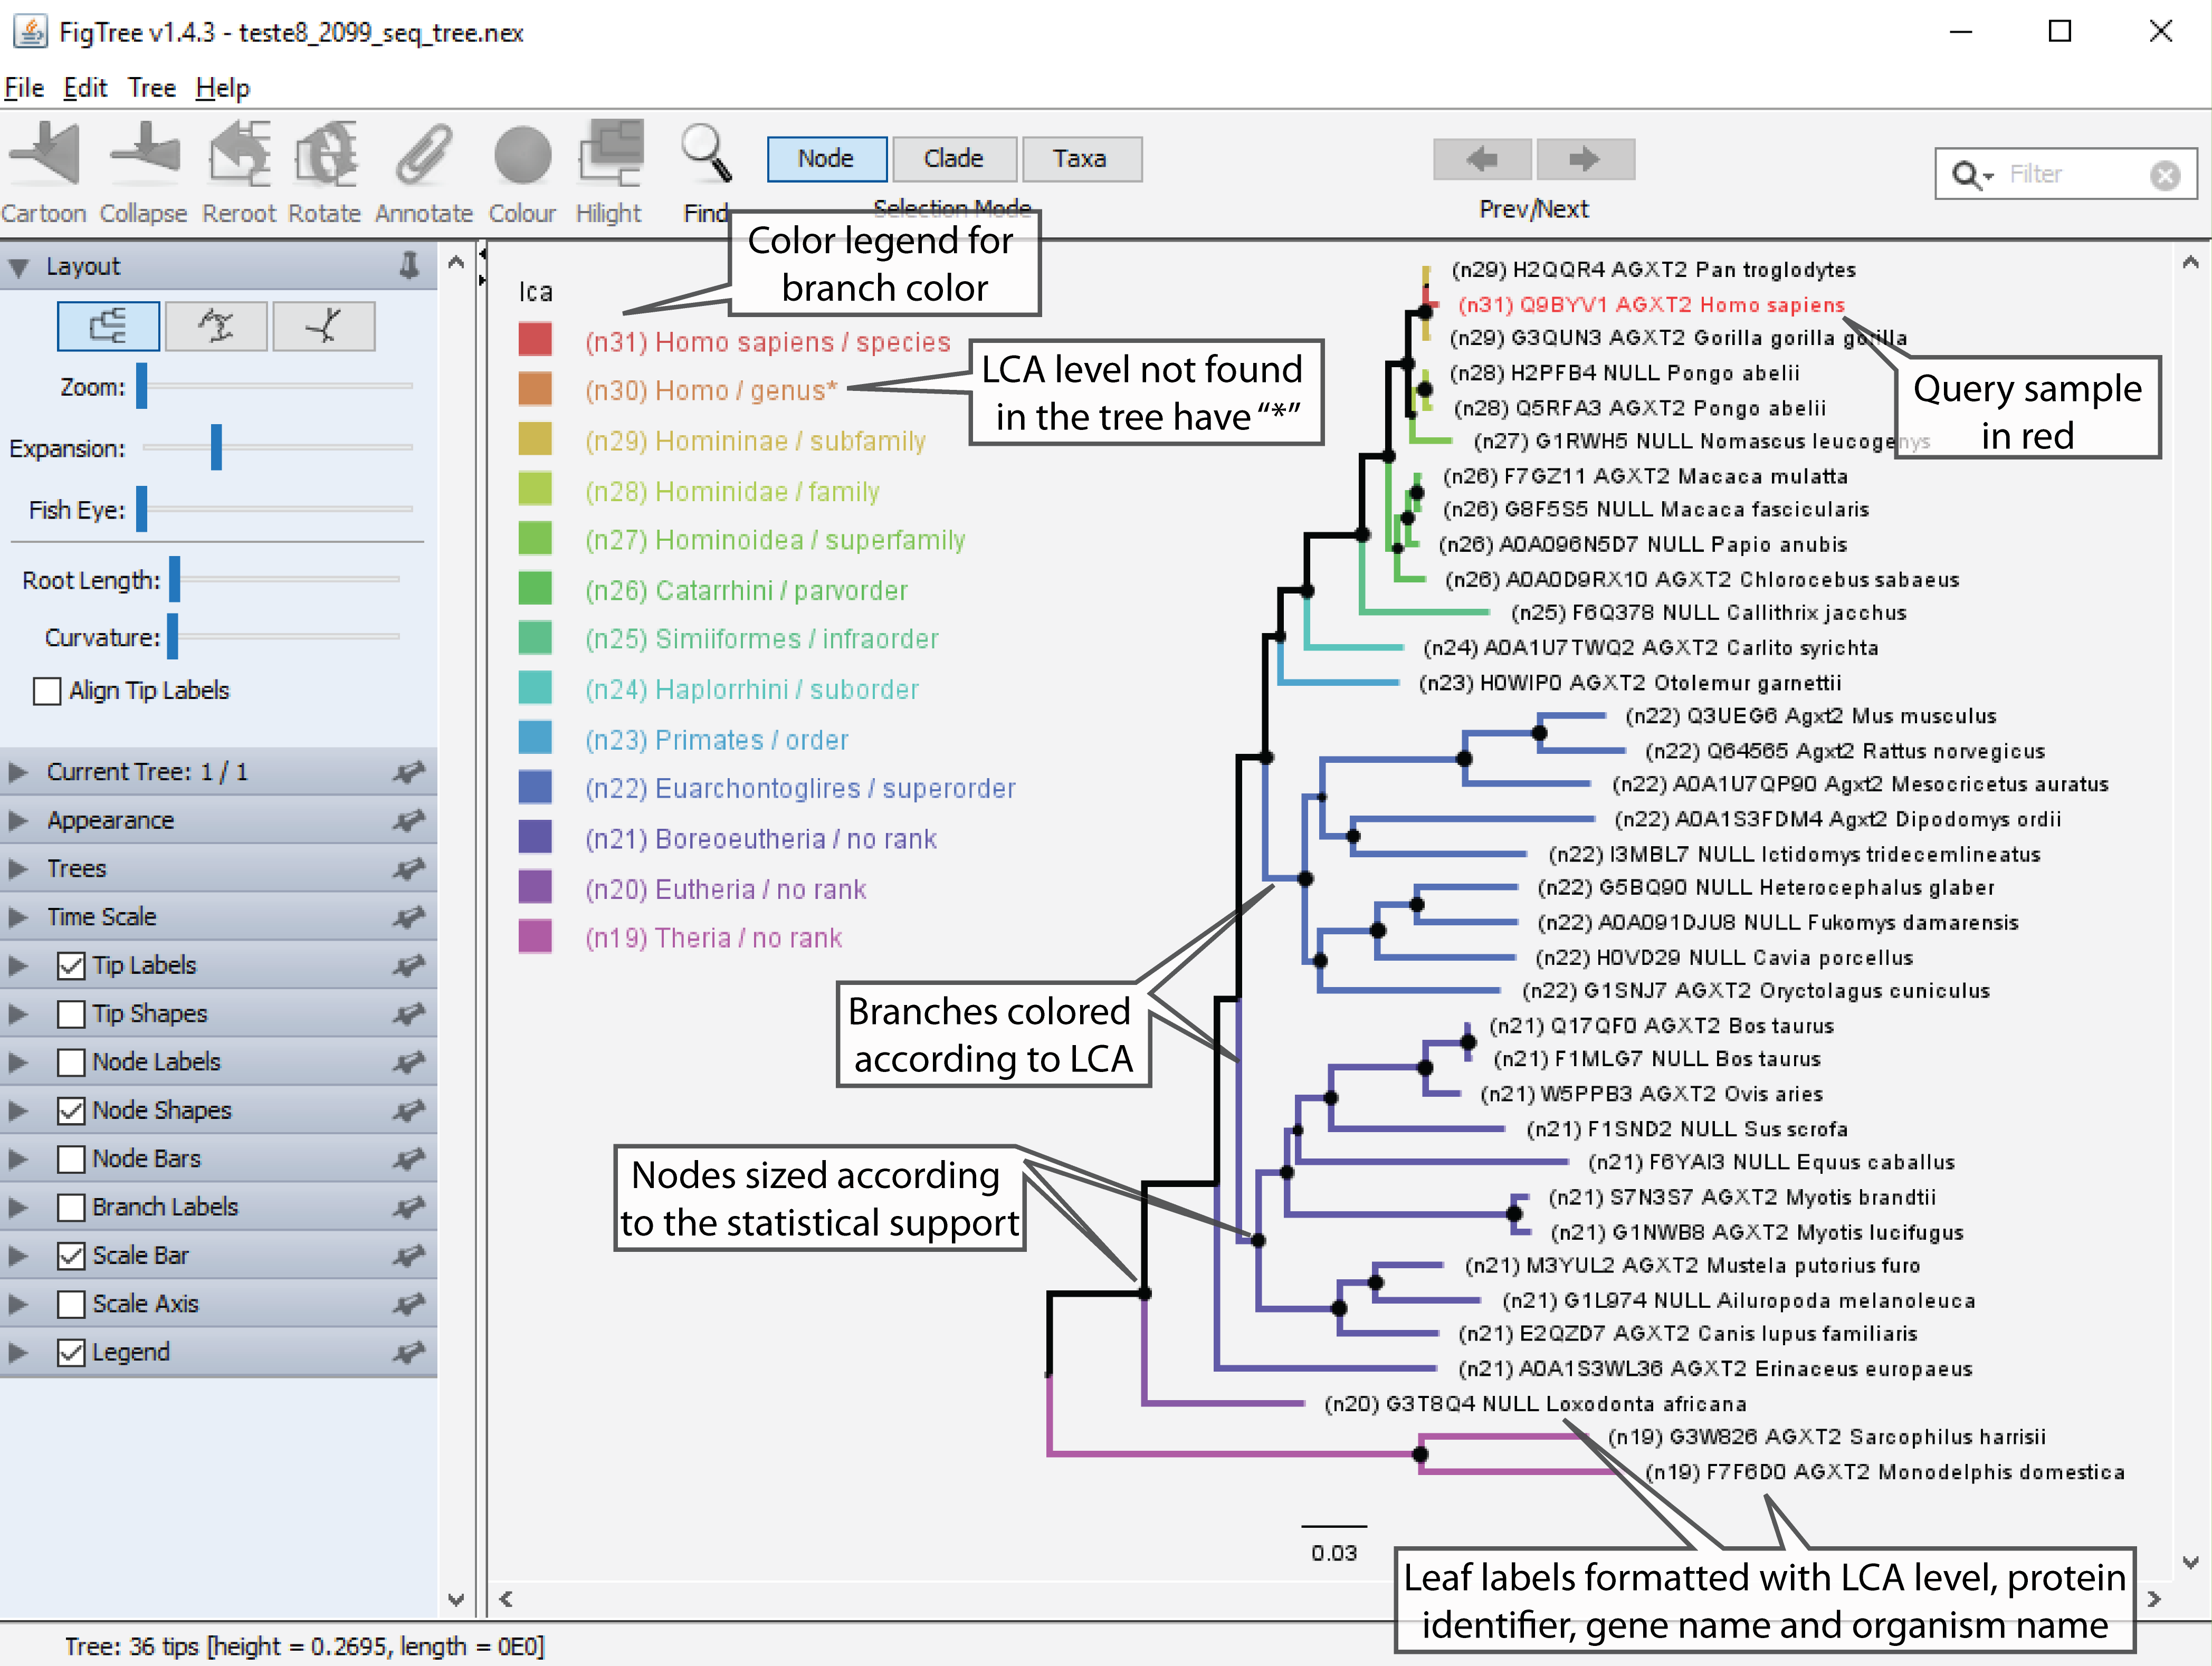 FigTree v1.4.3 - teste8_2099_seq_tree.nex
File Edit Tree Help
Cartoon Collapse Reroot Rotate Annotate Colour Hilight Find
Node Clade Taxa
Selection Mode
Prev/Next
Filter
Layout
Zoom:
Expansion:
Fish Eye:
Root Length:
Curvature:
Align Tip Labels
Current Tree: 1 / 1
Appearance
Trees
Time Scale
Tip Labels
Tip Shapes
Node Labels
Node Shapes
Node Bars
Branch Labels
Scale Bar
Scale Axis
Legend
Color legend for
branch color
lca
(n31) Homo sapiens / species
(n30) Homo / genus*
(n29) Homininae / subfamily
(n28) Hominidae / family
(n27) Hominoidea / superfamily
(n26) Catarrhini / parvorder
(n25) Simiiformes / infraorder
(n24) Haplorrhini / suborder
(n23) Primates / order
(n22) Euarchontoglires / superorder
(n21) Boreoeutheria / no rank
(n20) Eutheria / no rank
(n19) Theria / no rank
LCA level not found
in the tree have “*”
Query sample
in red
Branches colored
according to LCA
Nodes sized according
to the statistical support
(n29) H2QQR4 AGXT2 Pan troglodytes
(n31) Q9BYV1 AGXT2 Homo sapiens
(n29) G3QUN3 AGXT2 Gorilla gorilla gorilla
(n28) H2PFB4 NULL Pongo abelii
(n28) Q5RFA3 AGXT2 Pongo abelii
(n27) G1RWH5 NULL Nomascus leucogenys
(n26) F7GZ11 AGXT2 Macaca mulatta
(n26) G8F5S5 NULL Macaca fascicularis
(n26) A0A096N5D7 NULL Papio anubis
(n26) A0A0D9RX10 AGXT2 Chlorocebus sabaeus
(n25) F6Q378 NULL Callithrix jacchus
(n24) A0A1U7TWQ2 AGXT2 Carlito syrichta
(n23) H0WIP0 AGXT2 Otolemur garnettii
(n22) Q3UEG6 Agxt2 Mus musculus
(n22) Q64565 Agxt2 Rattus norvegicus
(n22) A0A1U7QP90 Agxt2 Mesocricetus auratus
(n22) A0A1S3FDM4 Agxt2 Dipodomys ordii
(n22) I3MBL7 NULL Ictidomys tridecemlineatus
(n22) G5BQ90 NULL Heterocephalus glaber
(n22) A0A091DJU8 NULL Fukomys damarensis
(n22) H0VD29 NULL Cavia porcellus
(n22) G1SNJ7 AGXT2 Oryctolagus cuniculus
(n21) Q17QF0 AGXT2 Bos taurus
(n21) F1MLG7 NULL Bos taurus
(n21) W5PPB3 AGXT2 Ovis aries
(n21) F1SND2 NULL Sus scrofa
(n21) F6YAI3 NULL Equus caballus
(n21) S7N3S7 AGXT2 Myotis brandtii
(n21) G1NWB8 AGXT2 Myotis lucifugus
(n21) M3YUL2 AGXT2 Mustela putorius furo
(n21) G1L974 NULL Ailuropoda melanoleuca
(n21) E2QZD7 AGXT2 Canis lupus familiaris
(n21) A0A1S3WL36 AGXT2 Erinaceus europaeus
(n20) G3T8Q4 NULL Loxodonta africana
(n19) G3W826 AGXT2 Sarcophilus harrisii
(n19) F7F6D0 AGXT2 Monodelphis domestica
0.03
Leaf labels formatted with LCA level, protein
identifier, gene name and organism name
Tree: 36 tips [height = 0.2695, length = 0E0]